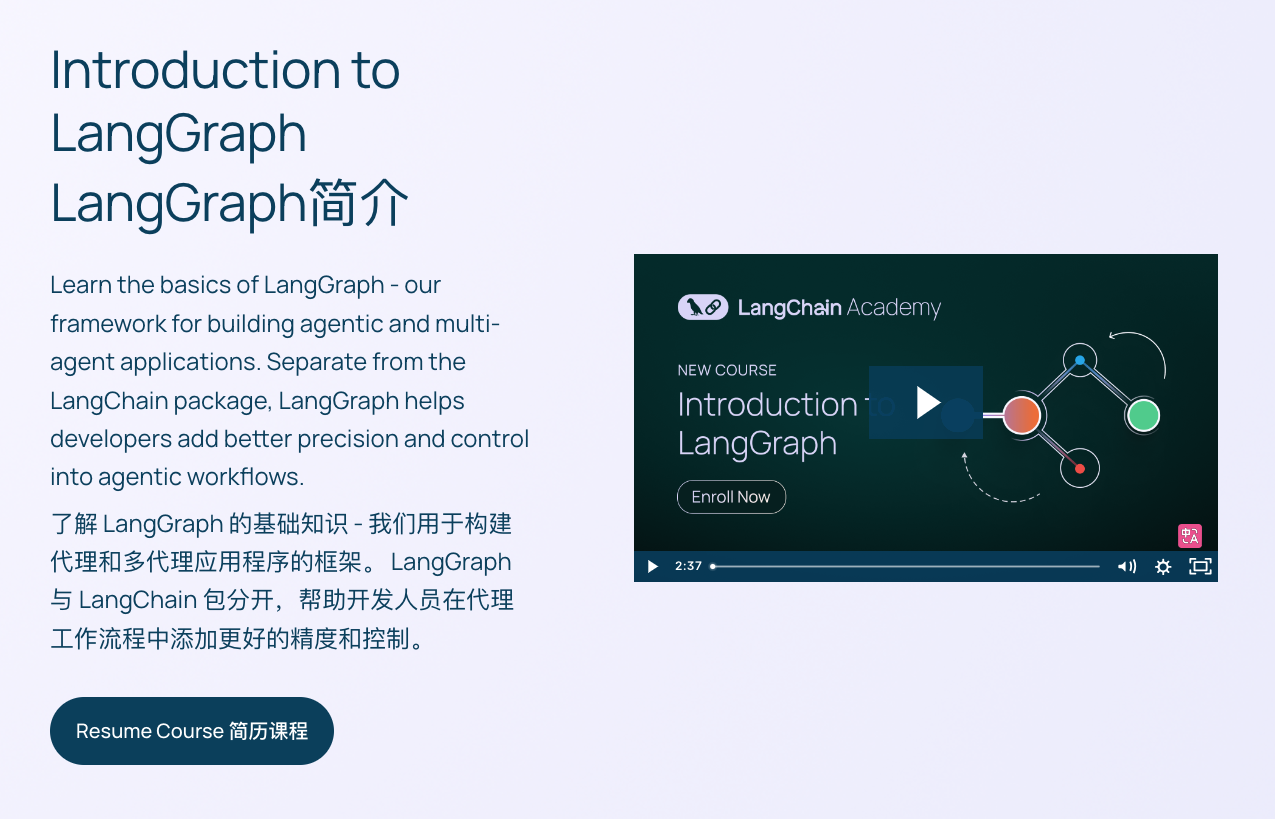 Introduction to
LangGraph
LangGraph简介
Learn the basics of LangGraph - our
framework for building agentic and multi-
agent applications. Separate from the
LangChain package, LangGraph helps
developers add better precision and control
into agentic workflows.
了解 LangGraph 的基础知识 - 我们用于构建
代理和多代理应用程序的框架。 LangGraph
与 LangChain 包分开，帮助开发人员在代理
工作流程中添加更好的精度和控制。
Resume Course 简历课程
LangChain Academy
NEW COURSE
Introduction to
LangGraph
Enroll Now
中 A
2:37